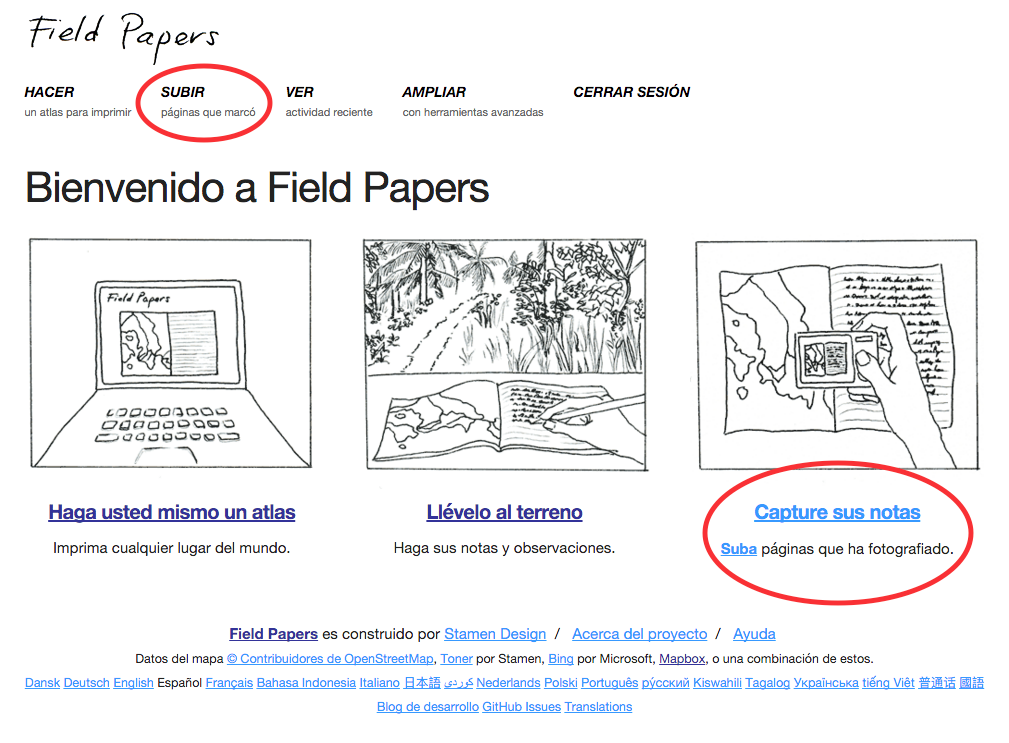 Field Papers
HACER SUBIR VER AMPLIAR CERRAR SESIÓN
un atlas para imprimir páginas que marcó actividad reciente con herramientas avanzadas
Bienvenido a Field Papers
Field Papers
Haga usted mismo un atlas Llévelo al terreno Capture sus notas
Imprima cualquier lugar del mundo. Haga sus notas y observaciones. Suba páginas que ha fotografiado.
Field Papers es construido por Stamen Design / Acerca del proyecto / Ayuda
Datos del mapa © Contribuidores de OpenStreetMap, Toner por Stamen, Bing por Microsoft, Mapbox, o una combinación de estos.
Dansk Deutsch English Español Français Bahasa Indonesia Italiano 日本語 كوردی Nederlands Polski Português рýсский Kiswahili Tagalog Українська tiếng Việt 普通话 國語
Blog de desarrollo GitHub Issues Translations